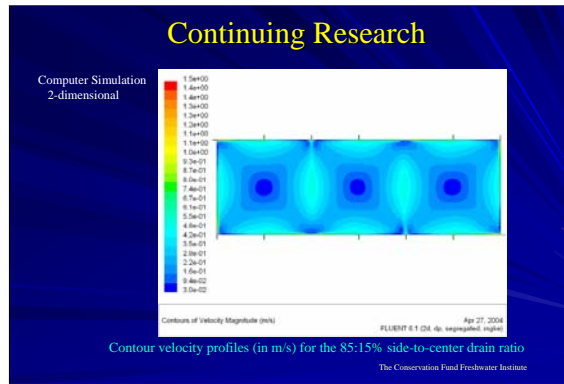 Continuing Research
Computer Simulation
2-dimensional
1.5e+00
1.4e+00
1.4e+00
1.3e+00
1.3e+00
1.2e+00
1.1e+00
1.1e+00
1.0e+00
9.3e-01
8.7e-01
8.0e-01
7.4e-01
6.7e-01
6.1e-01
5.5e-01
4.8e-01
4.2e-01
3.5e-01
2.9e-01
2.2e-01
1.6e-01
9.4e-02
3.0e-02
Contours of Velocity Magnitude (m/s)
Apr 27, 2004
FLUENT 6.1 (2d, dp, segregated, rngke)
Contour velocity profiles (in m/s) for the 85:15% side-to-center drain ratio
The Conservation Fund Freshwater Institute